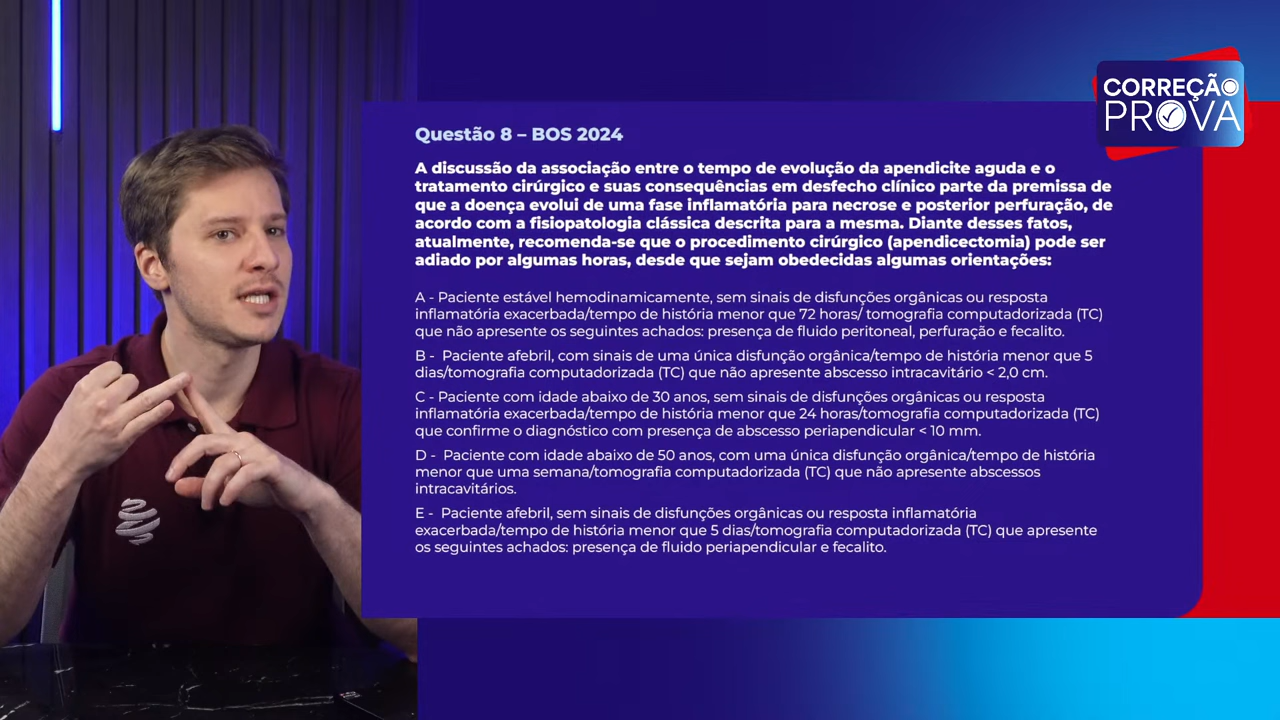 CORREÇÃO
PROVA
Questão 8 – BOS 2024
A discussão da associação entre o tempo de evolução da apendicite aguda e o
tratamento cirúrgico e suas consequências em desfecho clínico parte da premissa de
que a doença evolui de uma fase inflamatória para necrose e posterior perfuração, de
acordo com a fisiopatologia clássica descrita para a mesma. Diante desses fatos,
atualmente, recomenda-se que o procedimento cirúrgico (apendicectomia) pode ser
adiado por algumas horas, desde que sejam obedecidas algumas orientações:
A - Paciente estável hemodinamicamente, sem sinais de disfunções orgânicas ou resposta
inflamatória exacerbada/tempo de história menor que 72 horas/ tomografia computadorizada (TC)
que não apresente os seguintes achados: presença de fluido peritoneal, perfuração e fecalito.
B -  Paciente afebril, com sinais de uma única disfunção orgânica/tempo de história menor que 5
dias/tomografia computadorizada (TC) que não apresente abscesso intracavitário < 2,0 cm.
C - Paciente com idade abaixo de 30 anos, sem sinais de disfunções orgânicas ou resposta
inflamatória exacerbada/tempo de história menor que 24 horas/tomografia computadorizada (TC)
que confirme o diagnóstico com presença de abscesso periapendicular < 10 mm.
D -  Paciente com idade abaixo de 50 anos, com uma única disfunção orgânica/tempo de história
menor que uma semana/tomografia computadorizada (TC) que não apresente abscessos
intracavitários.
E -  Paciente afebril, sem sinais de disfunções orgânicas ou resposta inflamatória
exacerbada/tempo de história menor que 5 dias/tomografia computadorizada (TC) que apresente
os seguintes achados: presença de fluido periapendicular e fecalito.